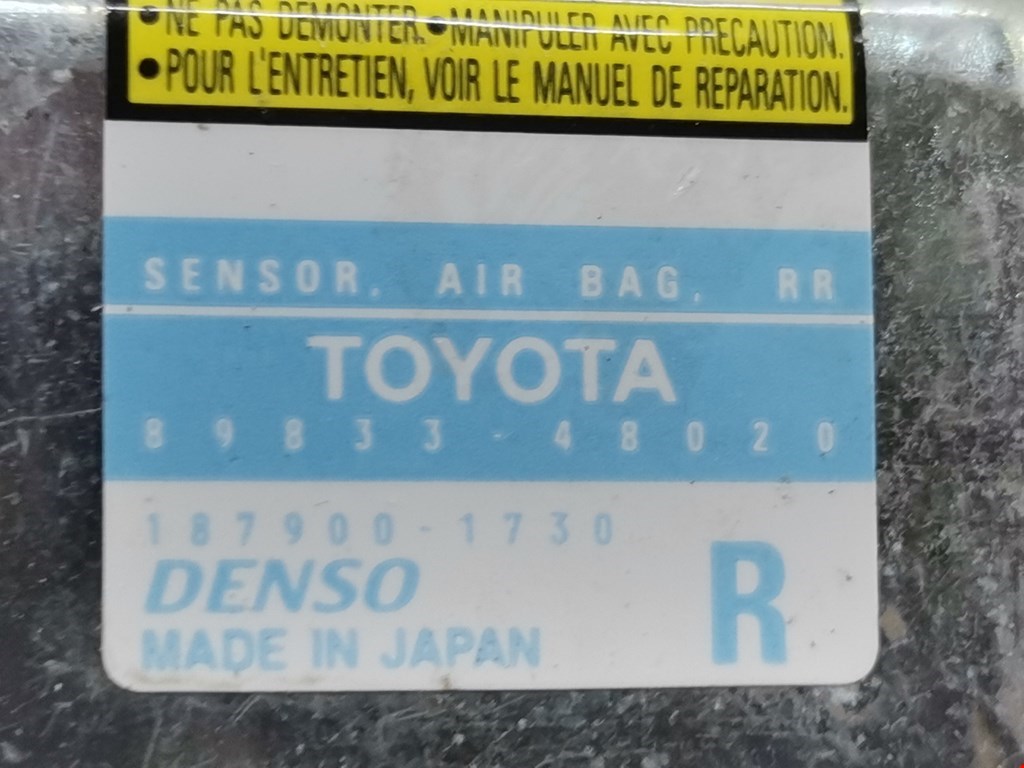 • NE PAS DEMONTER. • MANIPULER AVEC PRECAUTION.
• POUR L'ENTRETIEN, VOIR LE MANUEL DE REPARATION.
SENSOR, AIR BAG, RR
TOYOTA
89833-48020
187900-1730
DENSO
MADE IN JAPAN
R